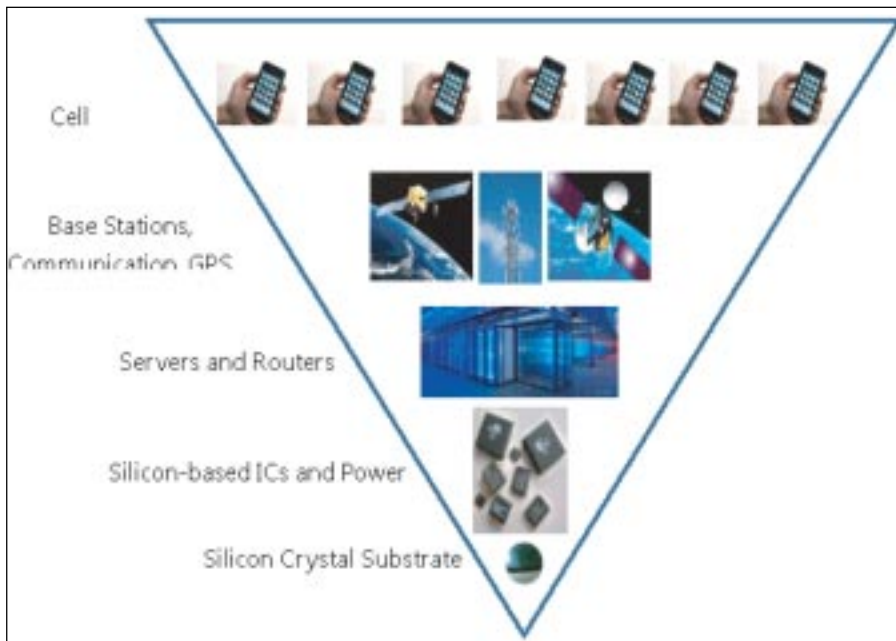 Cell
Base Stations,
Communication, GPS
Servers and Routers
Silicon-based ICs and Power
Silicon Crystal Substrate